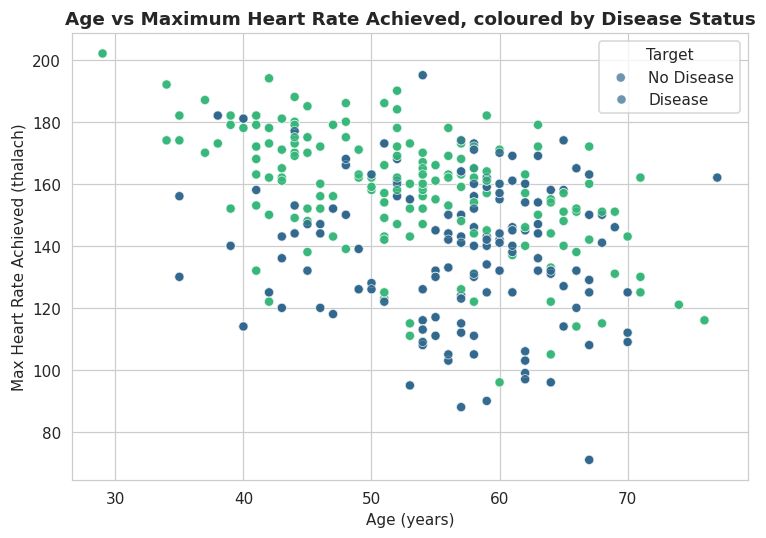 Age vs Maximum Heart Rate Achieved, coloured by Disease Status
Target
No Disease
Disease
Max Heart Rate Achieved (thalach)
200
180
160
140
120
100
80
30 40 50 60 70
Age (years)